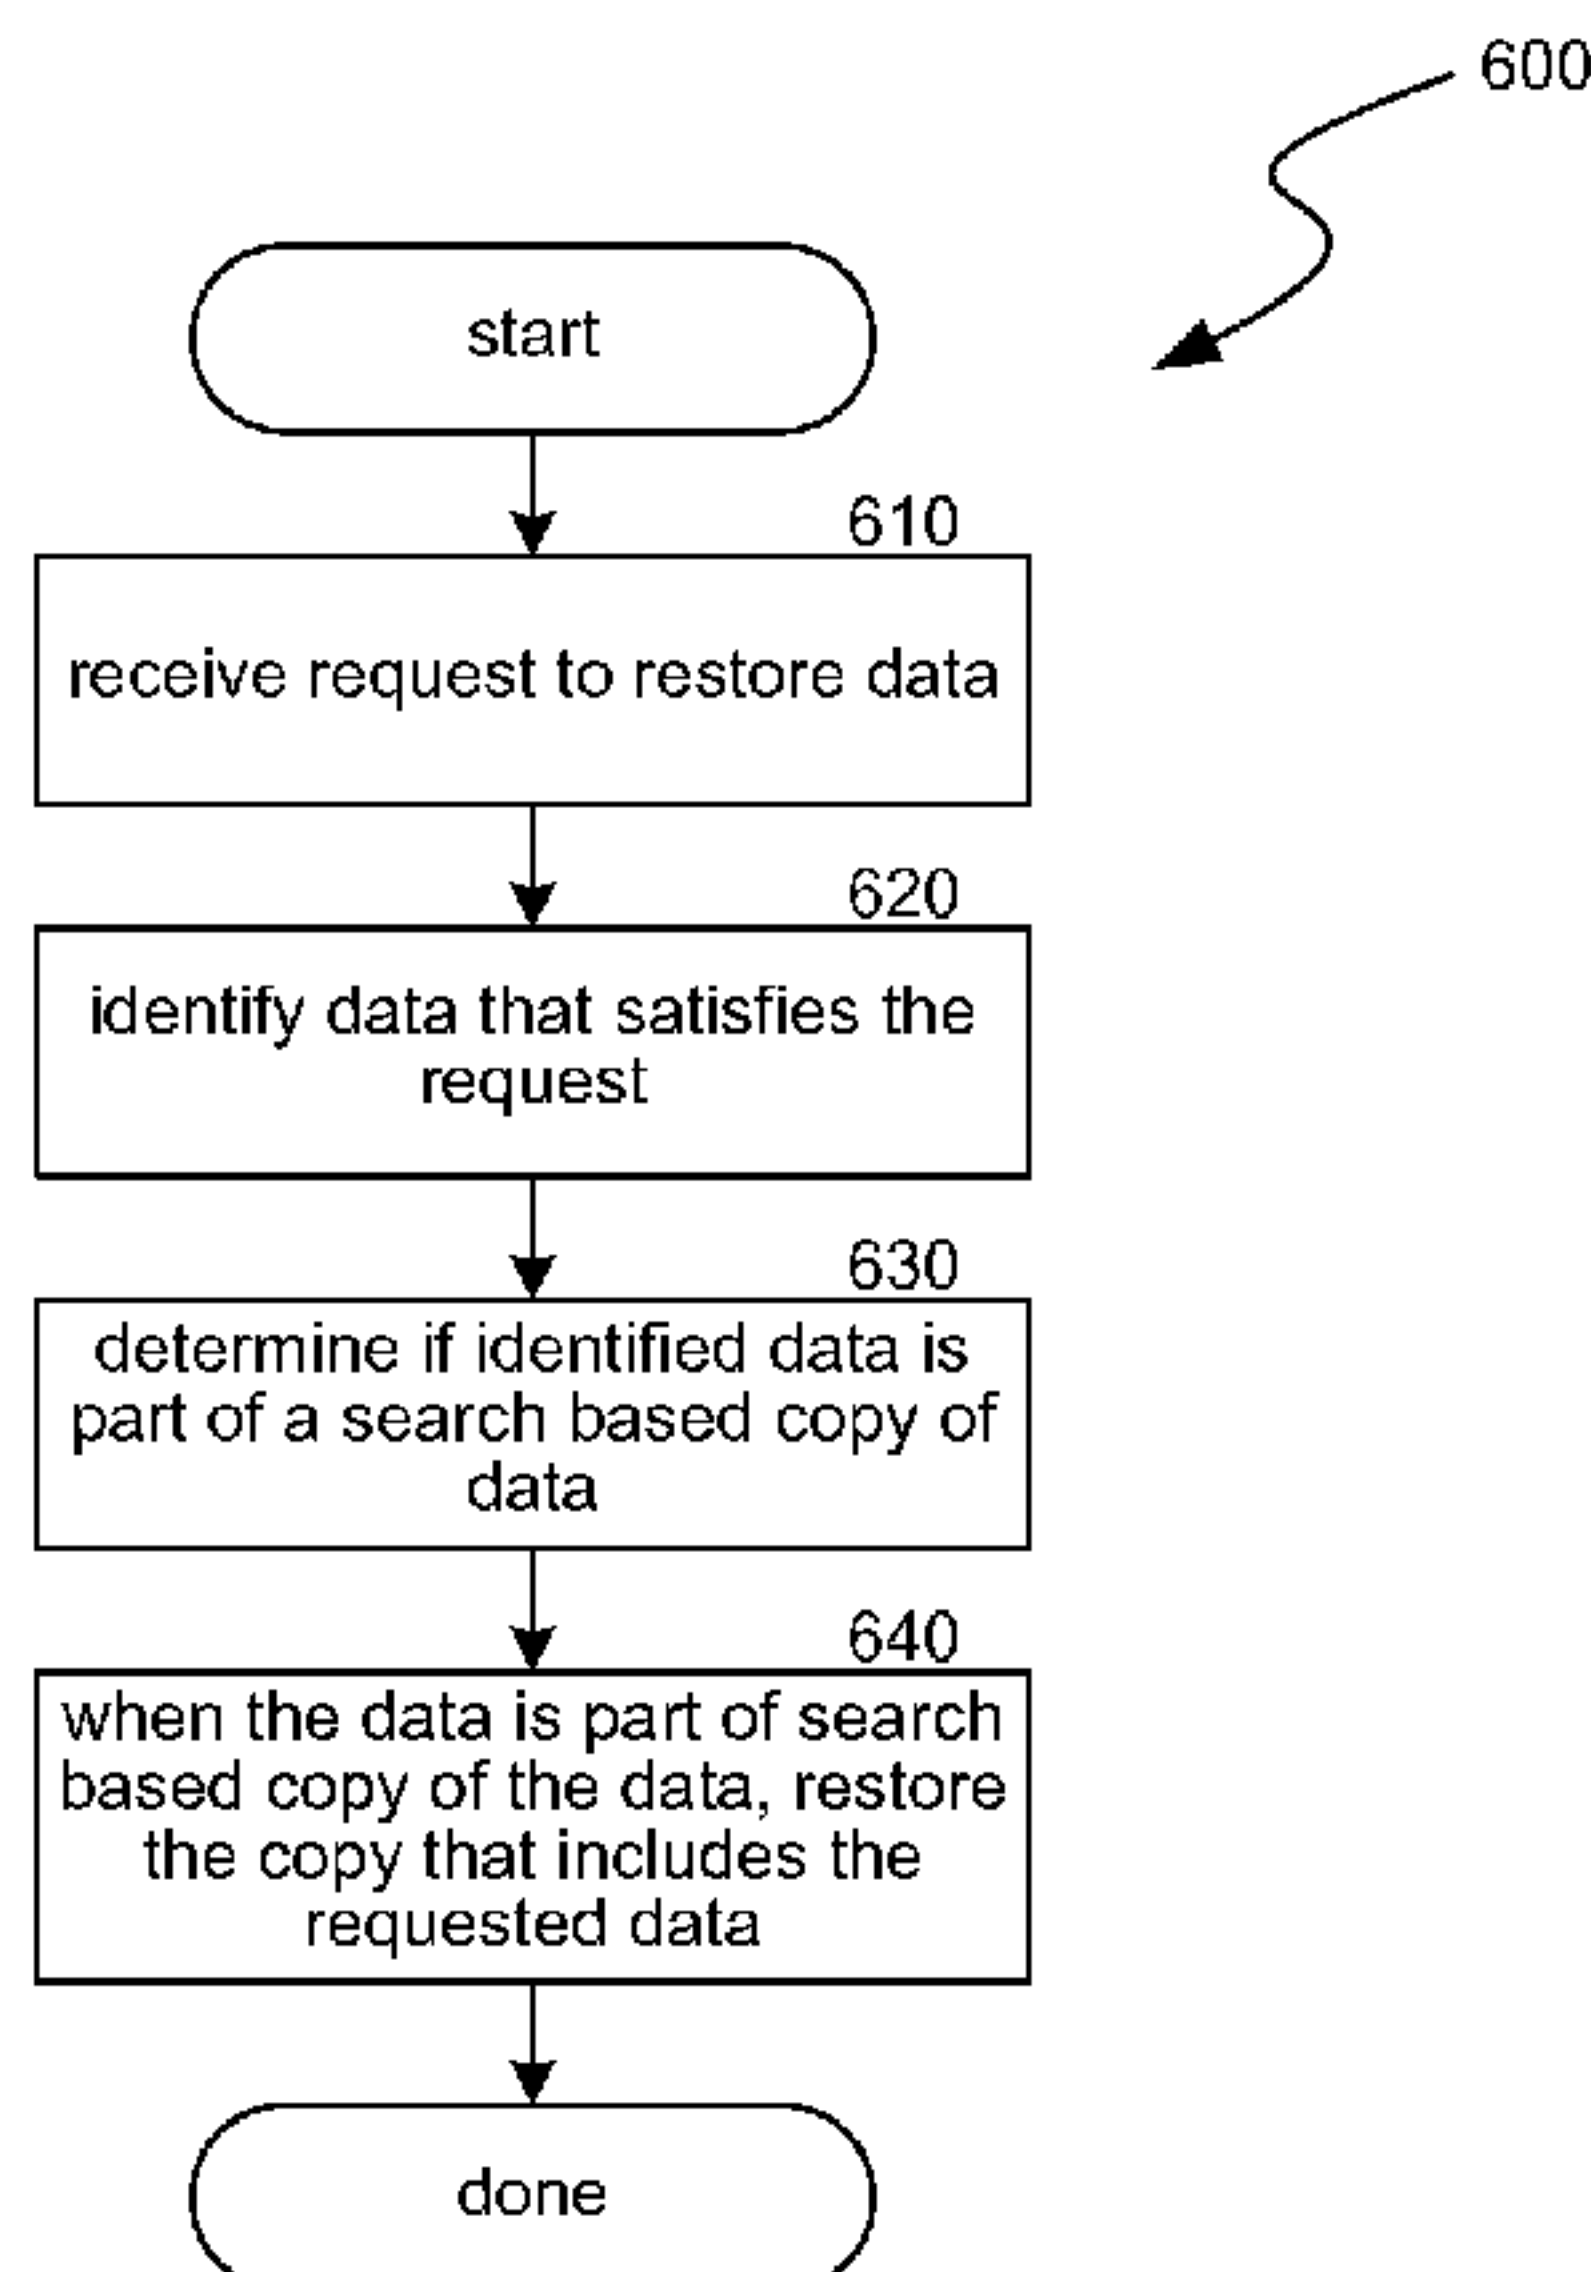 600
start
610
receive request to restore data
620
identify data that satisfies the
request
630
determine if identified data is
part of a search based copy of
data
640
when the data is part of search
based copy of the data, restore
the copy that includes the
requested data
done